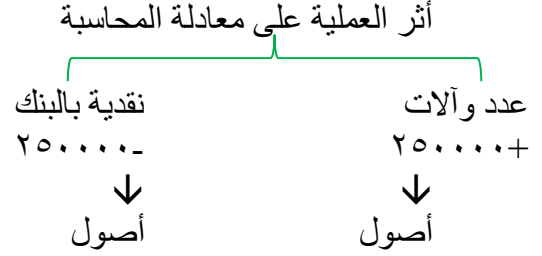 أثر العملية على معادلة المحاسبة
عدد وآلات نقدية بالبنك
+٢٥٠٠٠٠ -٢٥٠٠٠٠
أصول أصول